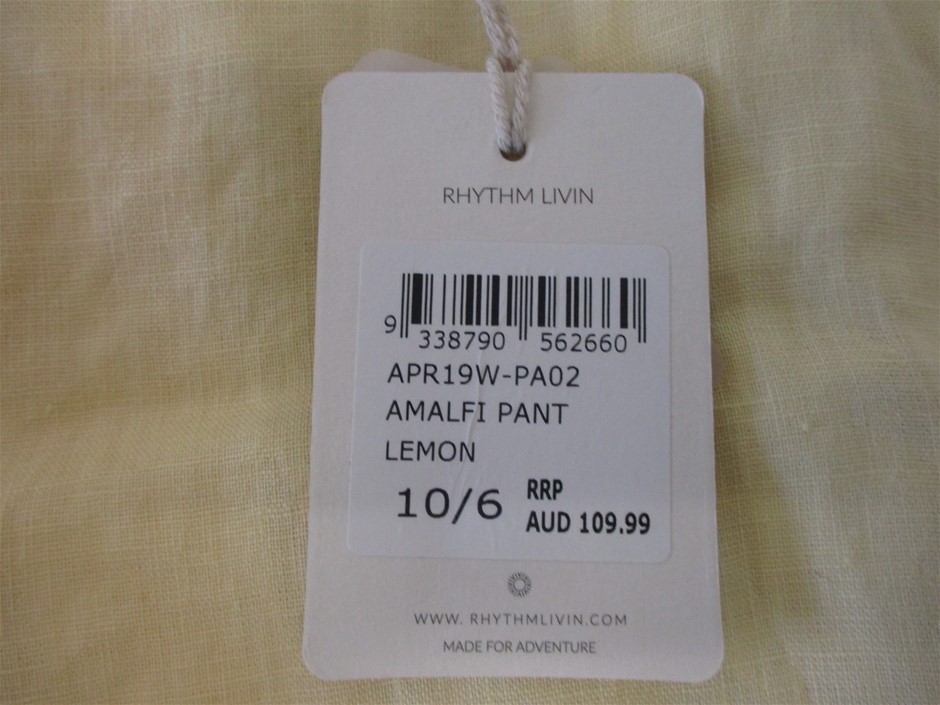 RHYTHM LIVIN
9 338790 562660
APR19W-PA02
AMALFI PANT
LEMON
10/6 RRP
AUD 109.99
WWW. RHYTHMLIVIN.COM
MADE FOR ADVENTURE